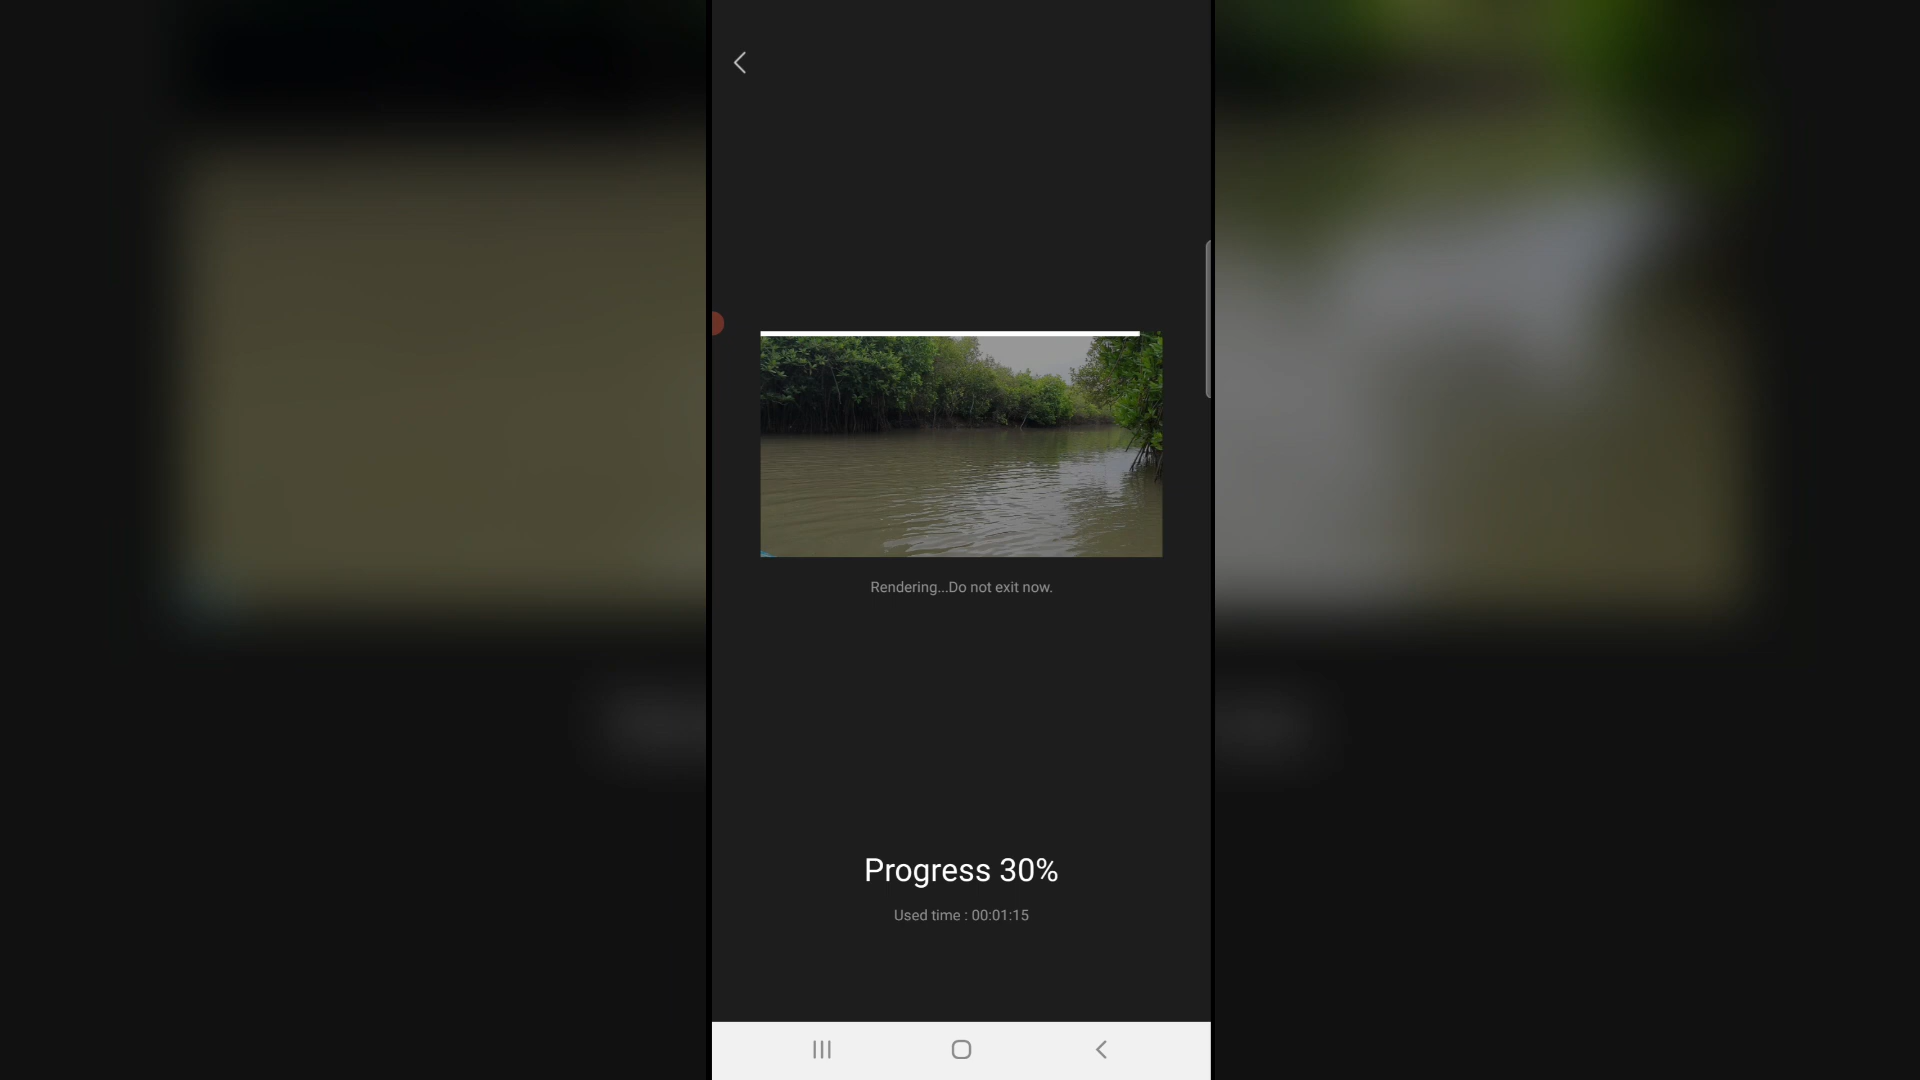 Rendering...Do not exit now.
Progress 30%
Used time : 00:01:15